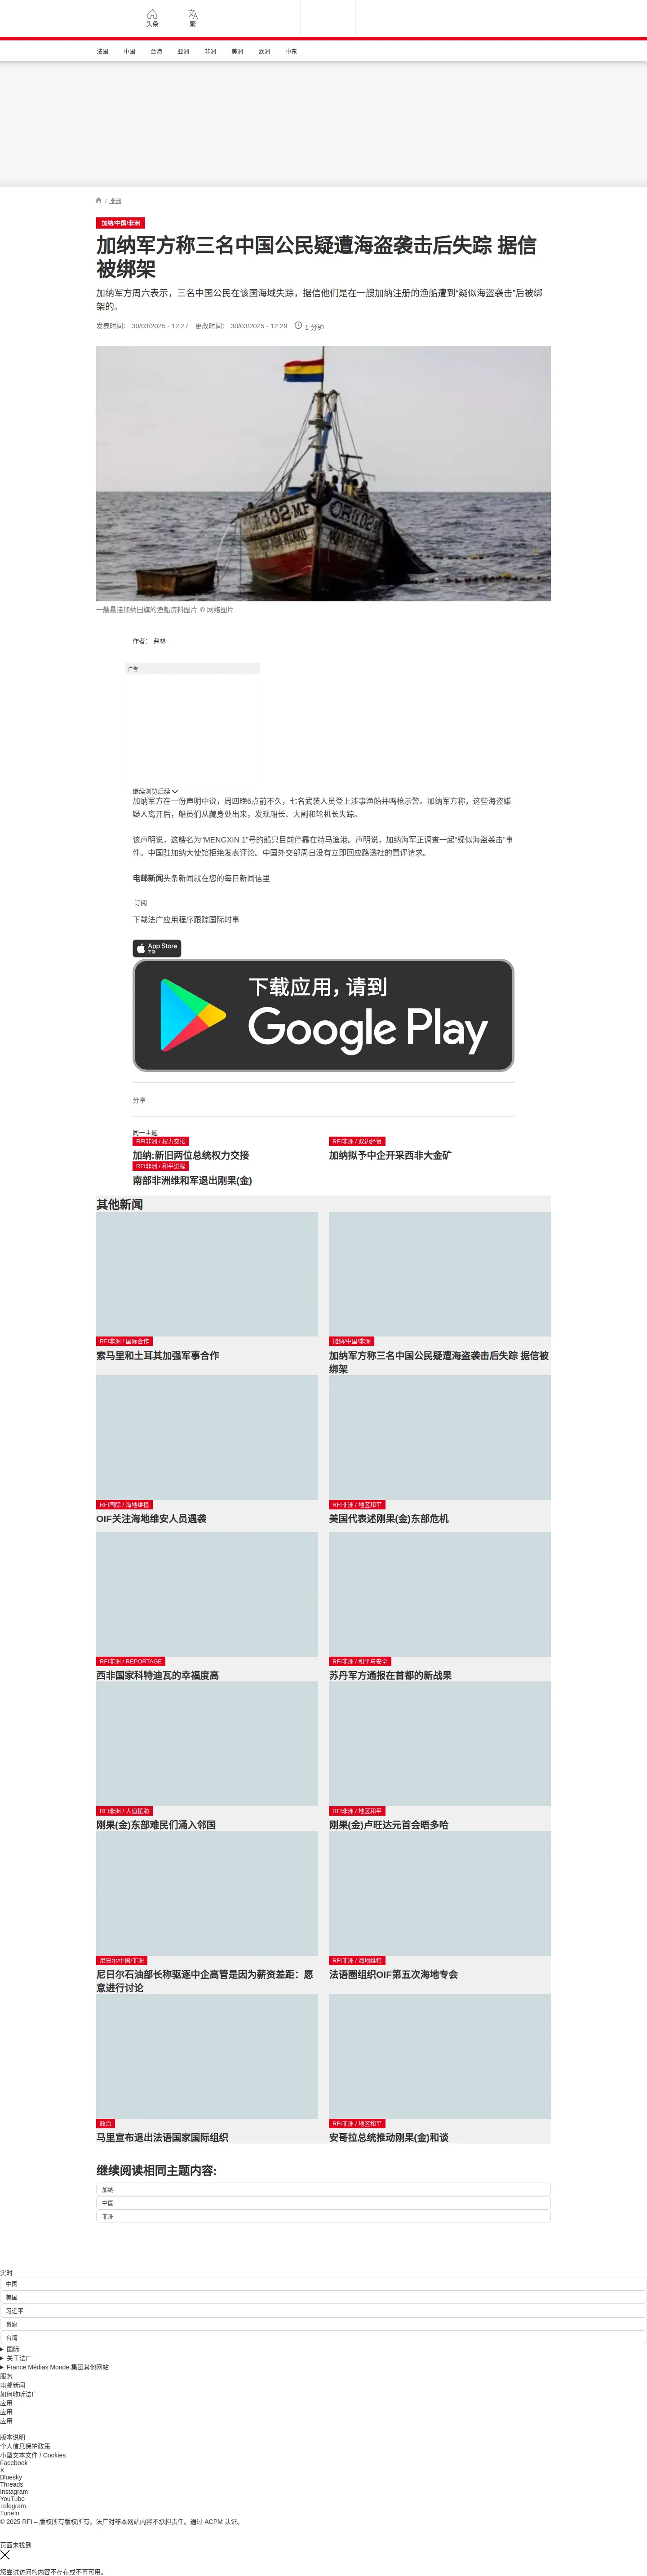 头条
繁
法国 中国 台海 亚洲 非洲 美洲 欧洲 中东
/ 非洲
加纳/中国/非洲
加纳军方称三名中国公民疑遭海盗袭击后失踪 据信
被绑架
加纳军方周六表示，三名中国公民在该国海域失踪，据信他们是在一艘加纳注册的渔船遭到“疑似海盗袭击”后被绑
架的。
发表时间： 30/03/2025 - 12:27 更改时间： 30/03/2025 - 12:29 1 分钟
一艘悬挂加纳国旗的渔船资料图片 © 网络图片
作者： 弗林
广告
继续浏览后续
加纳军方在一份声明中说，周四晚6点前不久，七名武装人员登上涉事渔船并鸣枪示警。加纳军方称，这些海盗嫌
疑人离开后，船员们从藏身处出来，发现船长、大副和轮机长失踪。
该声明说，这艘名为“MENGXIN 1”号的船只目前停靠在特马渔港。声明说，加纳海军正调查一起“疑似海盗袭击”事
件。中国驻加纳大使馆拒绝发表评论。中国外交部周日没有立即回应路透社的置评请求。
电邮新闻头条新闻就在您的每日新闻信里
订阅
下载法广应用程序跟踪国际时事
App Store
下载
下载应用，请到
Google Play
分享 :
同一主题
RFI非洲 / 权力交接
加纳:新旧两位总统权力交接
RFI非洲 / 双边经贸
加纳拟予中企开采西非大金矿
RFI非洲 / 和平进程
南部非洲维和军退出刚果(金)
其他新闻
RFI非洲 / 国际合作
索马里和土耳其加强军事合作
加纳/中国/非洲
加纳军方称三名中国公民疑遭海盗袭击后失踪 据信被
绑架
RFI国际 / 海地维稳
OIF关注海地维安人员遇袭
RFI非洲 / 地区和平
美国代表述刚果(金)东部危机
RFI非洲 / REPORTAGE
西非国家科特迪瓦的幸福度高
RFI非洲 / 和平与安全
苏丹军方通报在首都的新战果
RFI非洲 / 人道援助
刚果(金)东部难民们涌入邻国
RFI非洲 / 地区和平
刚果(金)卢旺达元首会晤多哈
尼日尔/中国/非洲
尼日尔石油部长称驱逐中企高管是因为薪资差距：愿
意进行讨论
RFI非洲 / 海地维稳
法语圈组织OIF第五次海地专会
政治
马里宣布退出法语国家国际组织
RFI非洲 / 地区和平
安哥拉总统推动刚果(金)和谈
继续阅读相同主题内容:
加纳
中国
非洲
实时
中国
美国
习近平
贪腐
台湾
国际
关于法广
France Médias Monde 集团其他网站
服务
电邮新闻
如何收听法广
应用
应用
应用
版本说明
个人信息保护政策
小型文本文件 / Cookies
Facebook
X
Bluesky
Threads
Instagram
YouTube
Telegram
TuneIn
© 2025 RFI – 版权所有版权所有。法广对非本网站内容不承担责任。通过 ACPM 认证。
页面未找到
您尝试访问的内容不存在或不再可用。